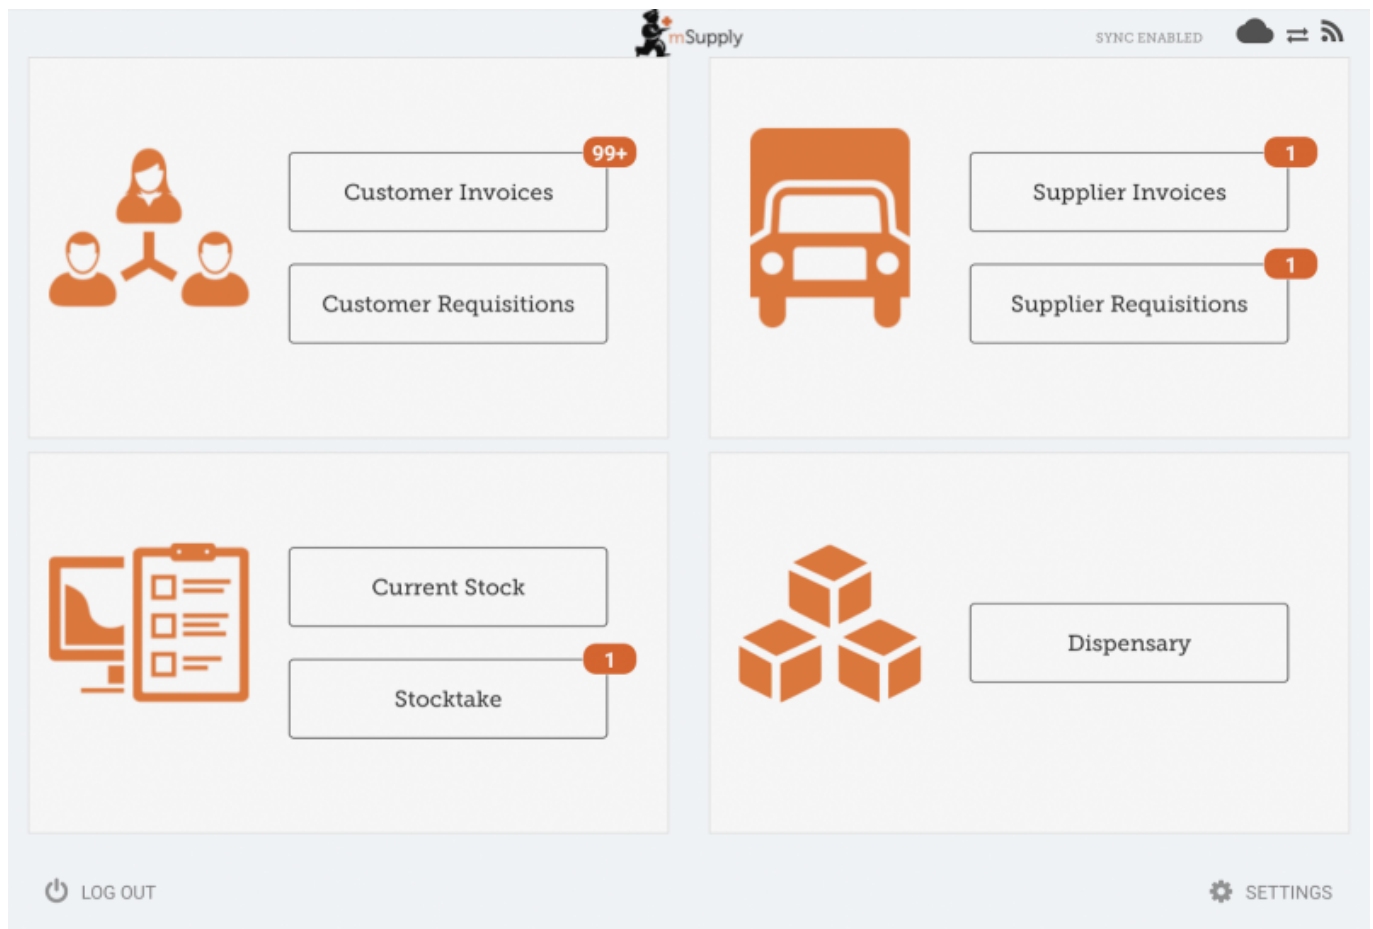 mSupply
SYNC ENABLED
99+
Customer Invoices
Customer Requisitions
1
Supplier Invoices
1
Supplier Requisitions
Current Stock
1
Stocktake
Dispensary
LOG OUT
SETTINGS